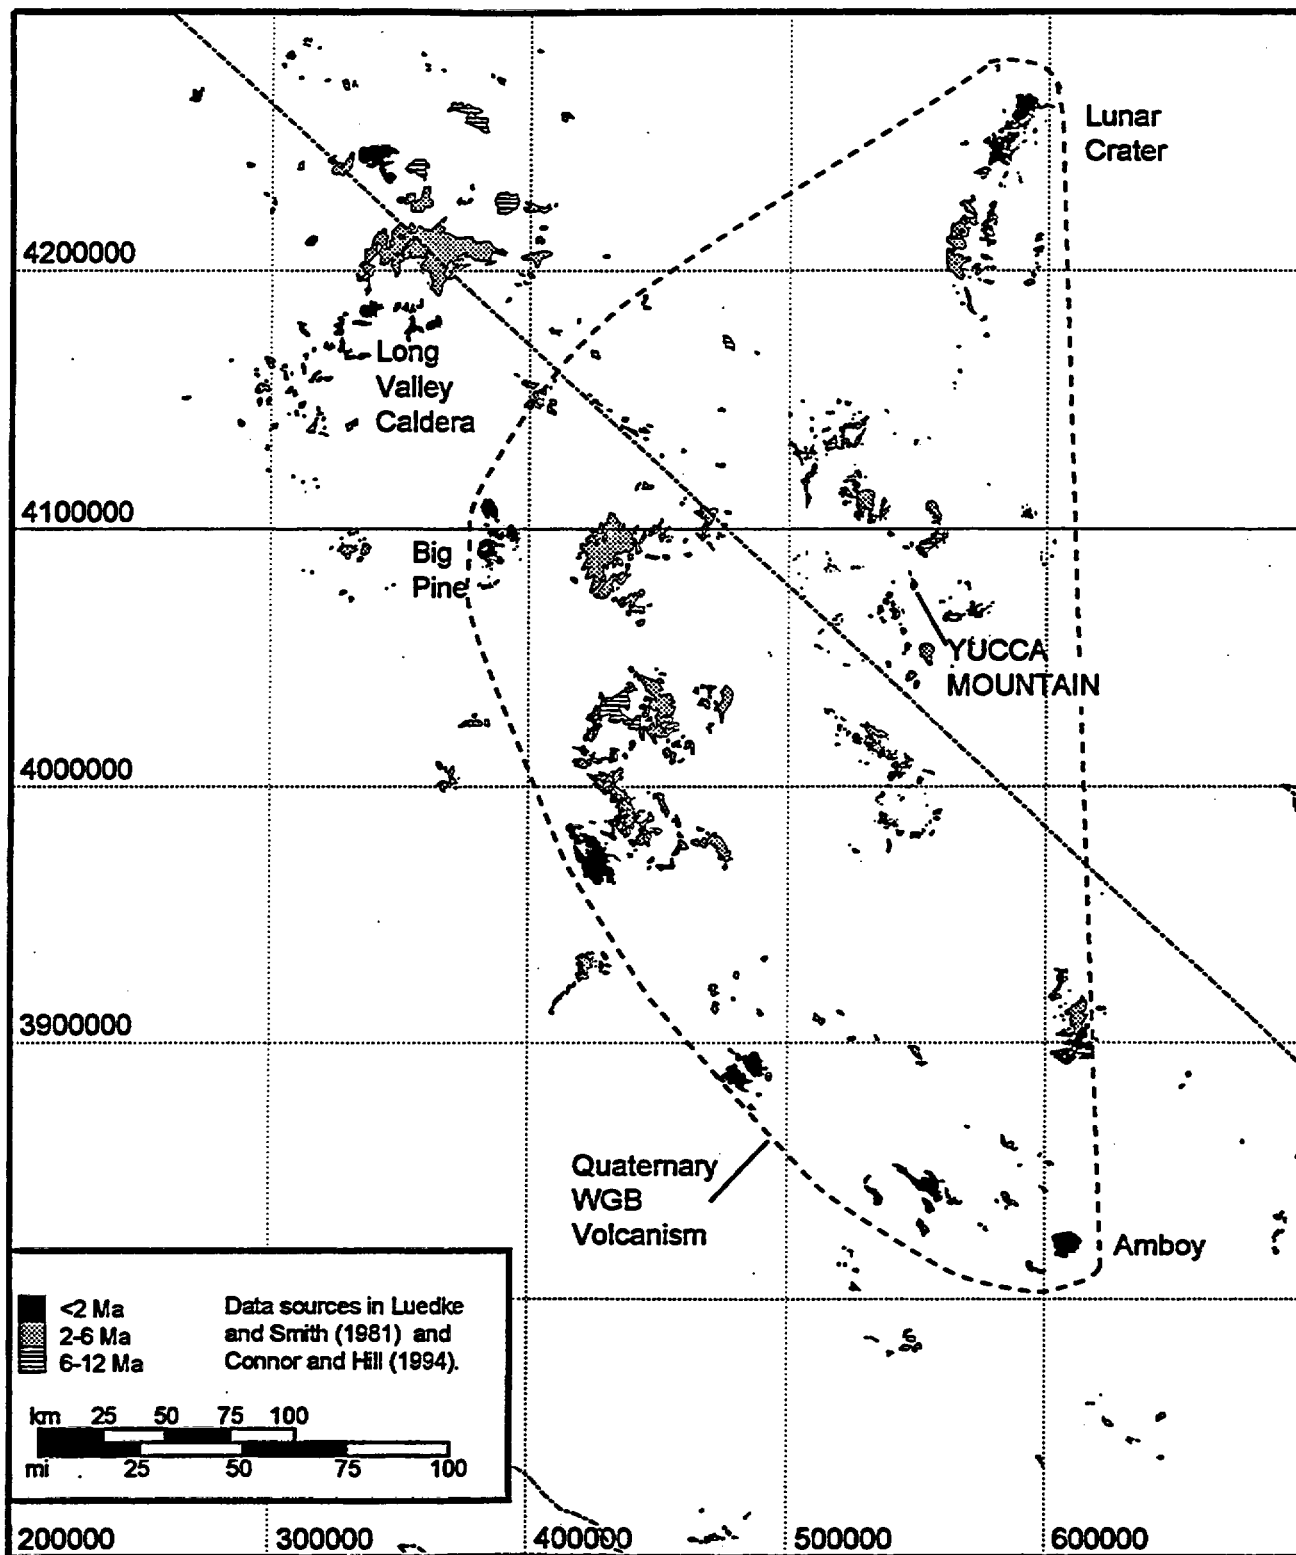 Lunar
Crater
4200000
Long
Valley
Caldera
4100000
Big
Pine
YUCCA
MOUNTAIN
4000000
3900000
Quaternary
WGB
Volcanism
Amboy
<2 Ma
2-6 Ma
6-12 Ma
Data sources in Luedke
and Smith (1981) and
Connor and Hill (1994).
km 25 50 75 100
mi 25 50 75 100
200000 300000 400000 500000 600000